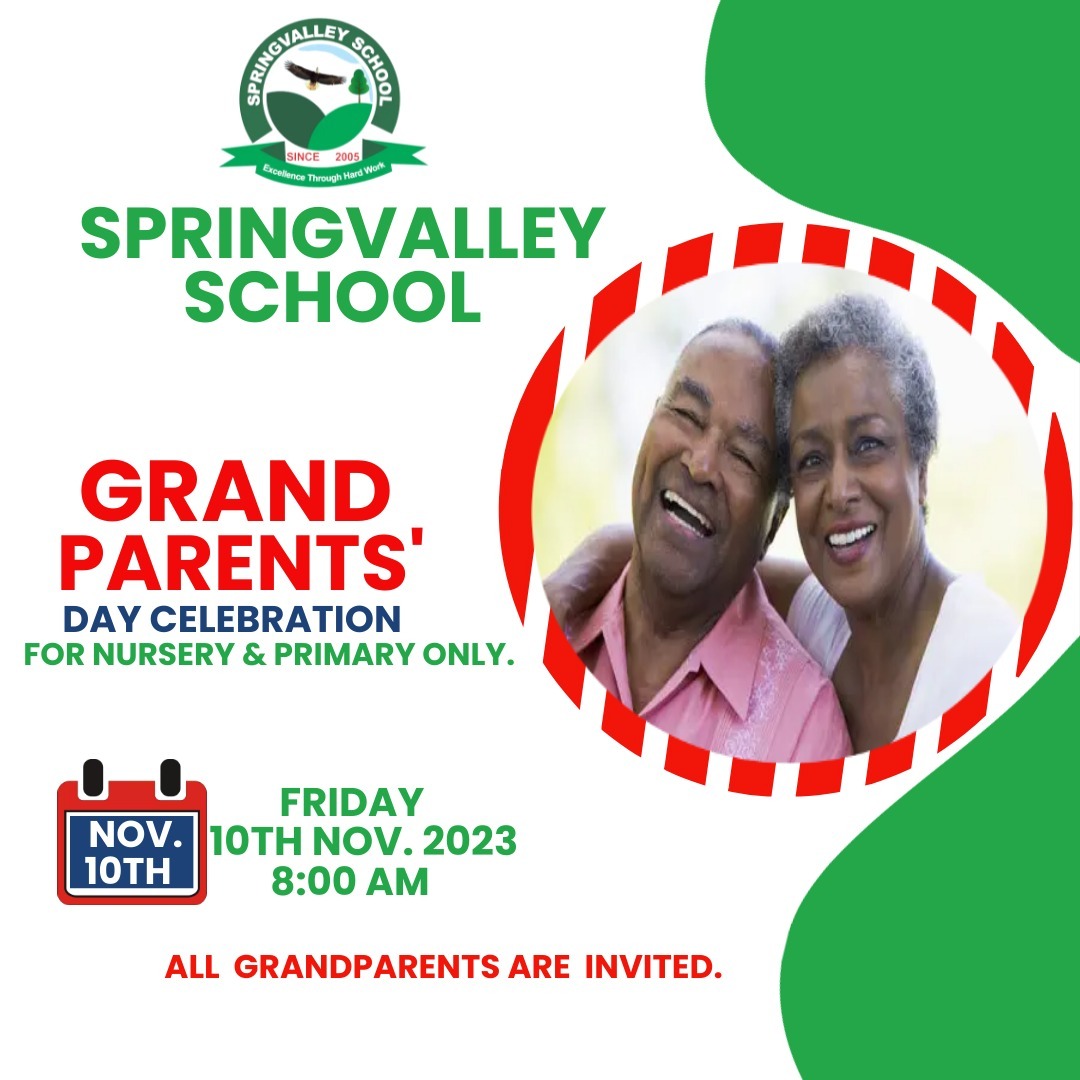 SPRINGVALLEY SCHOOL
SINCE 2005
Excellence Through Hard Work
SPRINGVALLEY
SCHOOL
GRAND
PARENTS'
DAY CELEBRATION
FOR NURSERY & PRIMARY ONLY.
NOV.
10TH
FRIDAY
10TH NOV. 2023
8:00 AM
ALL GRANDPARENTS ARE INVITED.